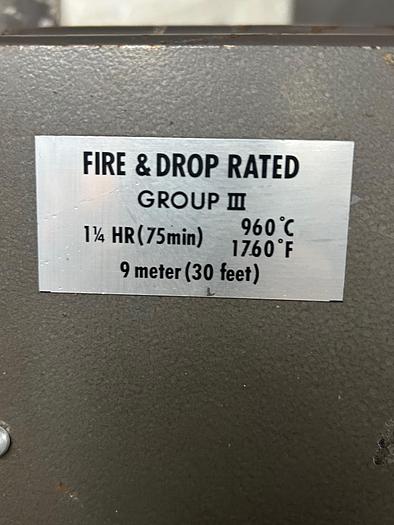 FIRE & DROP RATED
GROUP III
1¼ HR(75min) 960°C
1760°F
9 meter (30 feet)